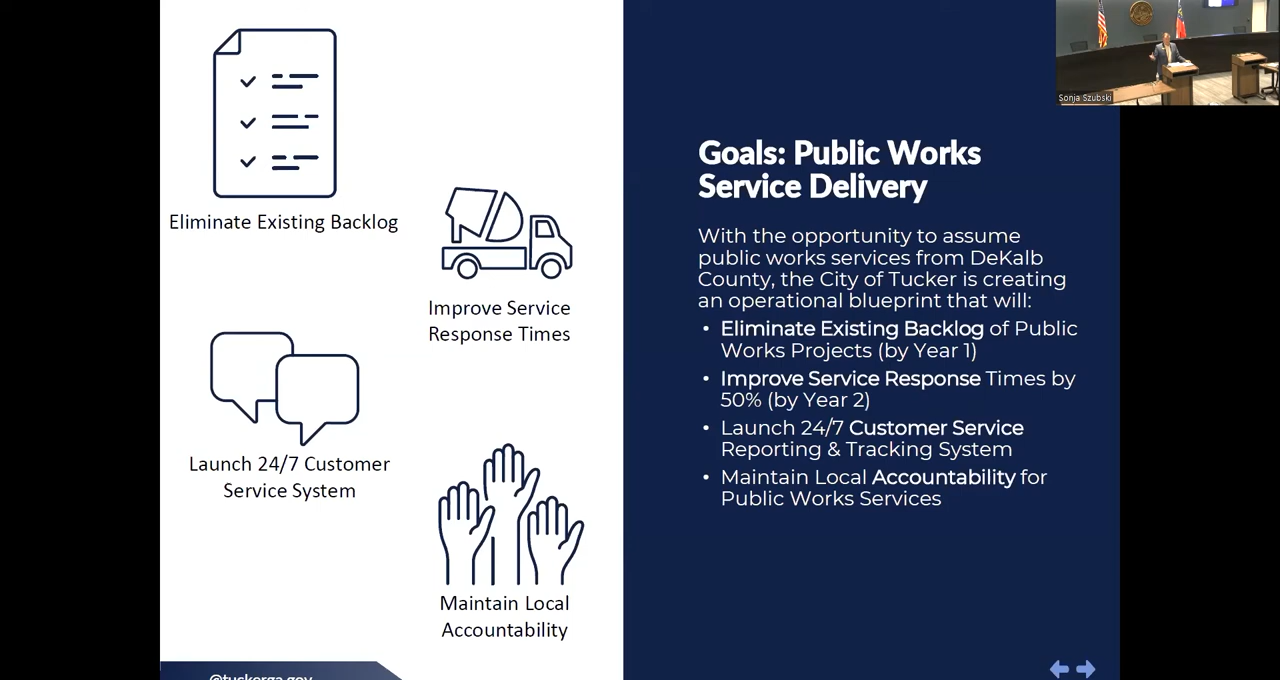 Eliminate Existing Backlog
Improve Service
Response Times
Launch 24/7 Customer
Service System
Maintain Local
Accountability
@tuckerga.gov
Goals: Public Works
Service Delivery
With the opportunity to assume
public works services from DeKalb
County, the City of Tucker is creating
an operational blueprint that will:
• Eliminate Existing Backlog of Public
Works Projects (by Year 1)
• Improve Service Response Times by
50% (by Year 2)
• Launch 24/7 Customer Service
Reporting & Tracking System
• Maintain Local Accountability for
Public Works Services
Sonja Szubski